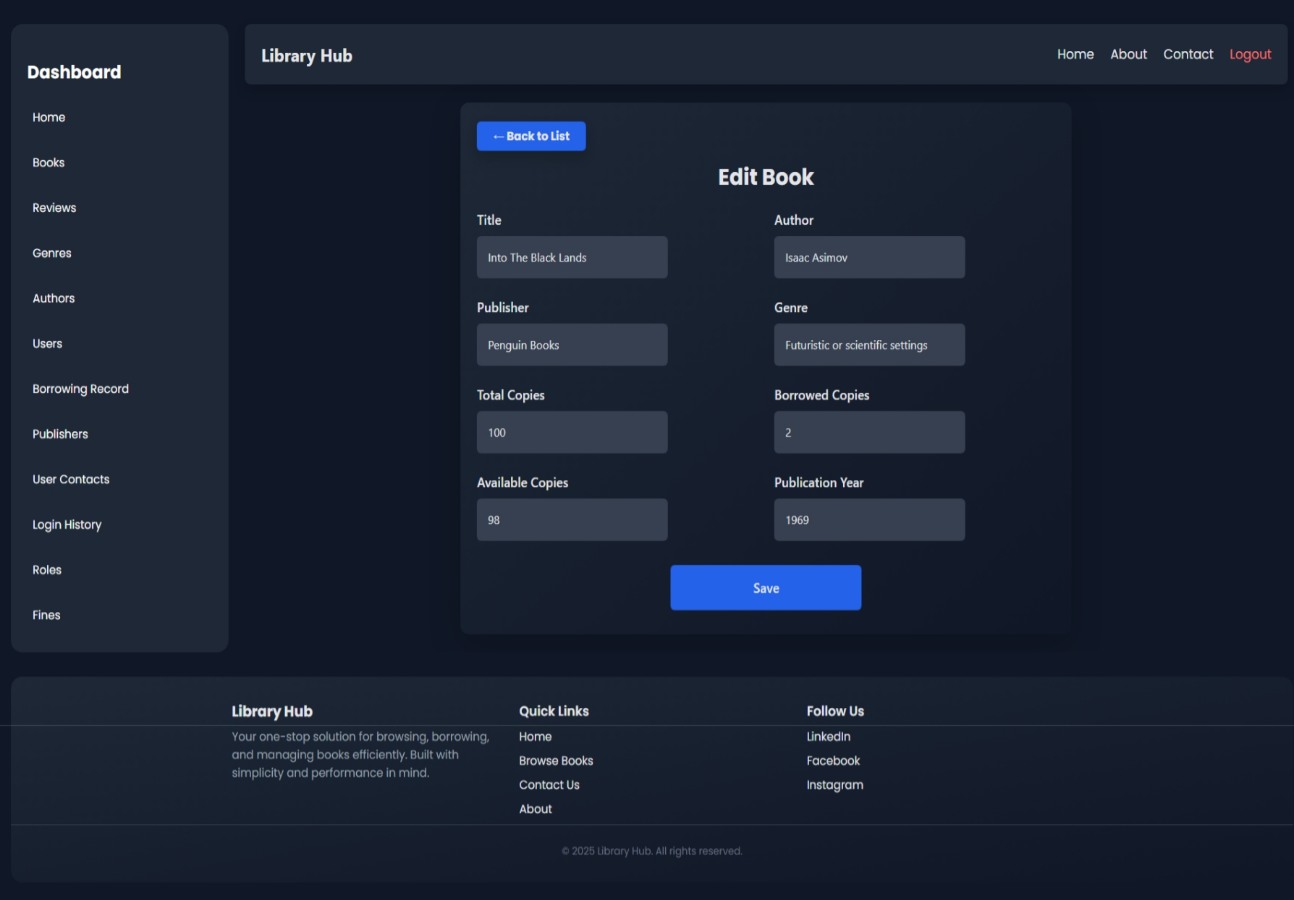 Dashboard
Home
Books
Reviews
Genres
Authors
Users
Borrowing Record
Publishers
User Contacts
Login History
Roles
Fines
Library Hub
Home About Contact Logout
← Back to List
Edit Book
Title Author
Into The Black Lands Isaac Asimov
Publisher Genre
Penguin Books Futuristic or scientific settings
Total Copies Borrowed Copies
100 2
Available Copies Publication Year
98 1969
Save
Library Hub
Your one-stop solution for browsing, borrowing,
and managing books efficiently. Built with
simplicity and performance in mind.
Quick Links
Home
Browse Books
Contact Us
About
Follow Us
LinkedIn
Facebook
Instagram
© 2025 Library Hub. All rights reserved.